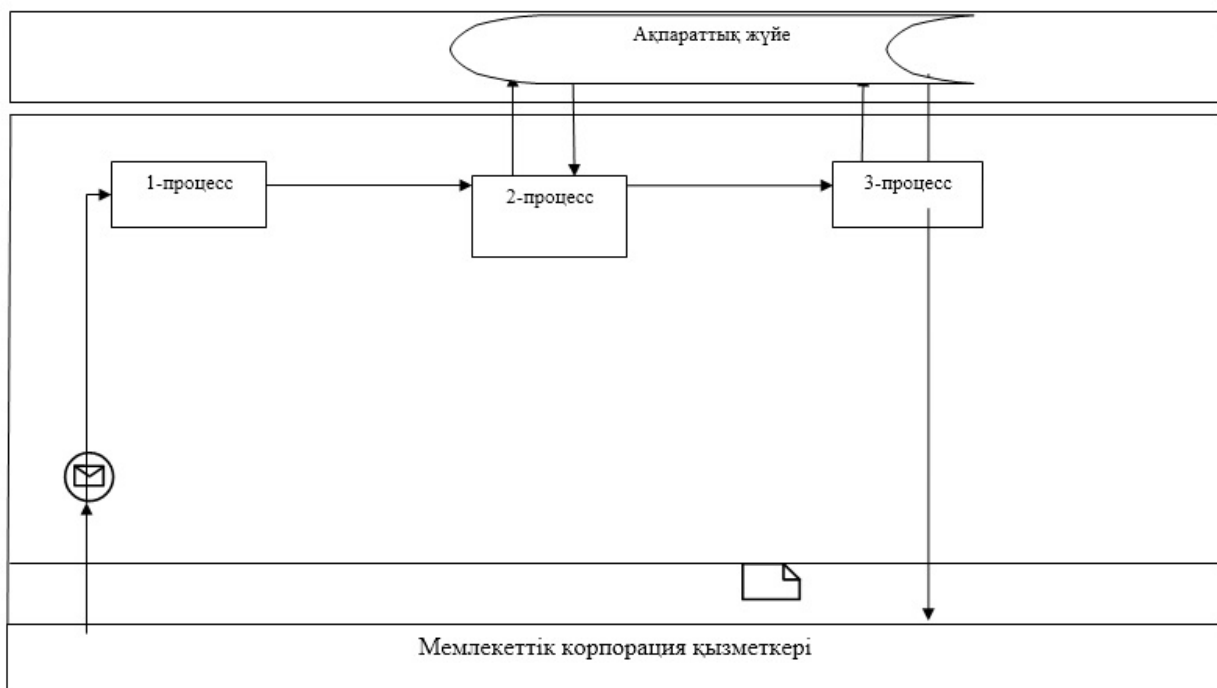 Ақпараттық жүйе
1-процесс
2-процесс
3-процесс
Мемлекеттік корпорация қызметкері